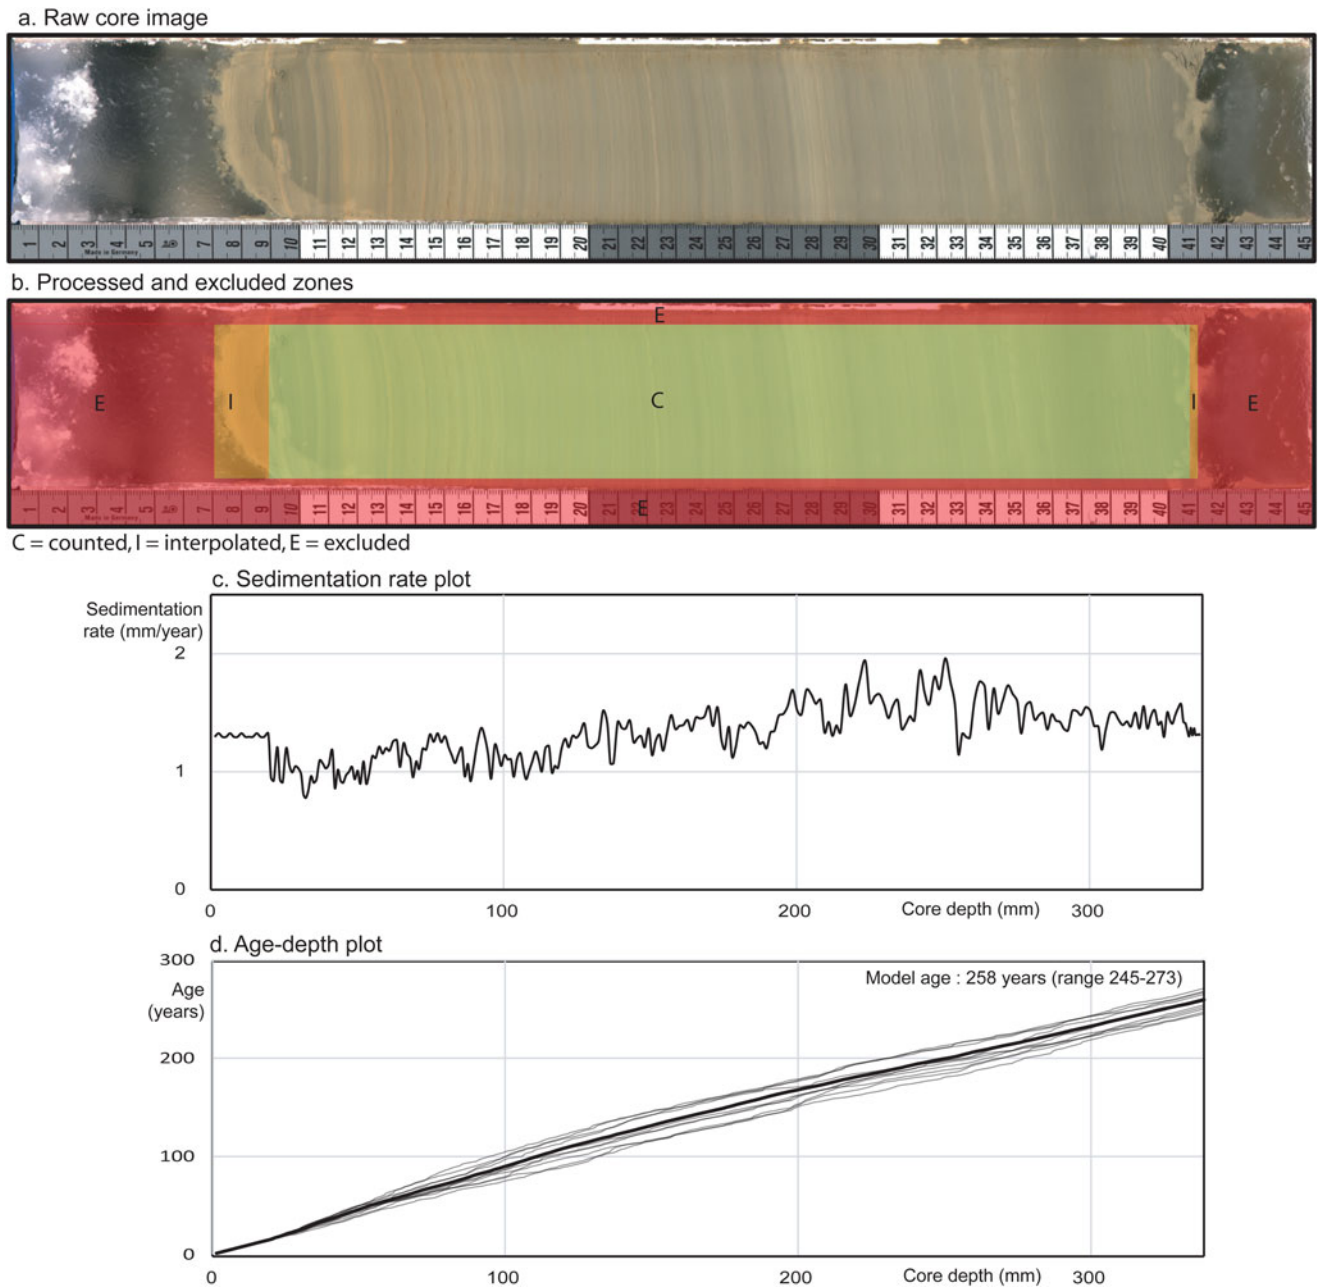 a. Raw core image
1 2 3 4 5 6 7 8 9 10 11 12 13 14 15 16 17 18 19 20 21 22 23 24 25 26 27 28 29 30 31 32 33 34 35 36 37 38 39 40 41 42 43 44 45
Made in Germany
b. Processed and excluded zones
E
E I C I E
1 2 3 4 5 6 7 8 9 10 11 12 13 14 15 16 17 18 19 20 21 22 23 24 25 26 27 28 29 30 31 32 33 34 35 36 37 38 39 40 41 42 43 44 45
E
Made in Germany
C = counted, I = interpolated, E = excluded
c. Sedimentation rate plot
Sedimentation
rate (mm/year)
2
1
0
0 100 200 Core depth (mm) 300
d. Age-depth plot
300
Age
(years)
Model age : 258 years (range 245-273)
200
100
0
0 100 200 Core depth (mm) 300